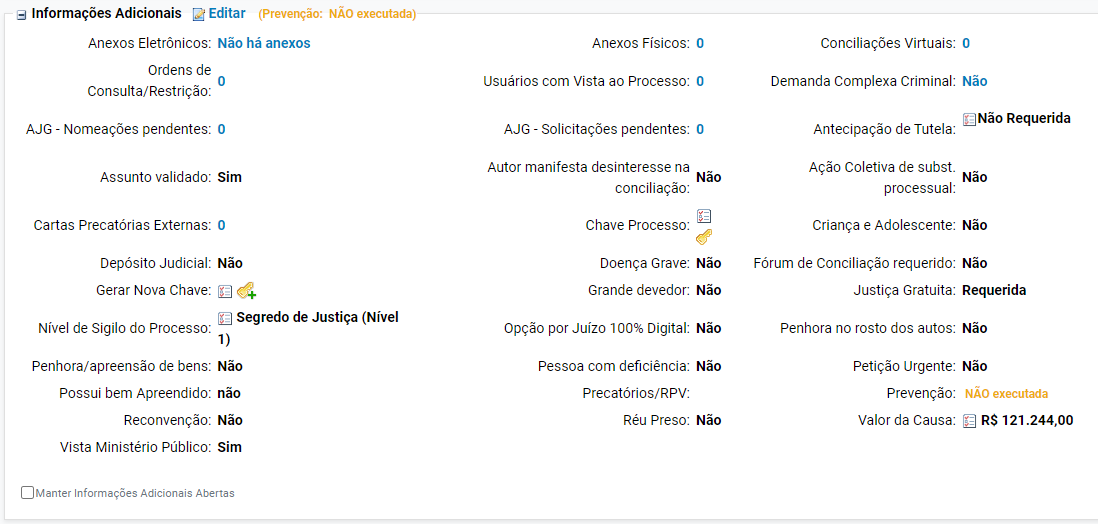 Informações Adicionais Editar (Prevenção: NÃO executada)
Anexos Eletrônicos: Não há anexos Anexos Físicos: 0 Conciliações Virtuais: 0
Ordens de
Consulta/Restrição: 0 Usuários com Vista ao Processo: 0 Demanda Complexa Criminal: Não
AJG - Nomeações pendentes: 0 AJG - Solicitações pendentes: 0 Antecipação de Tutela: Não Requerida
Assunto validado: Sim Autor manifesta desinteresse na
conciliação: Não Ação Coletiva de subst.
processual: Não
Cartas Precatórias Externas: 0 Chave Processo: Criança e Adolescente: Não
Depósito Judicial: Não Doença Grave: Não Fórum de Conciliação requerido: Não
Gerar Nova Chave: Grande devedor: Não Justiça Gratuita: Requerida
Nível de Sigilo do Processo: Segredo de Justiça (Nível
1) Opção por Juízo 100% Digital: Não Penhora no rosto dos autos: Não
Penhora/apreensão de bens: Não Pessoa com deficiência: Não Petição Urgente: Não
Possui bem Apreendido: não Precatórios/RPV: Prevenção: NÃO executada
Reconvenção: Não Réu Preso: Não Valor da Causa: R$ 121.244,00
Vista Ministério Público: Sim
Manter Informações Adicionais Abertas